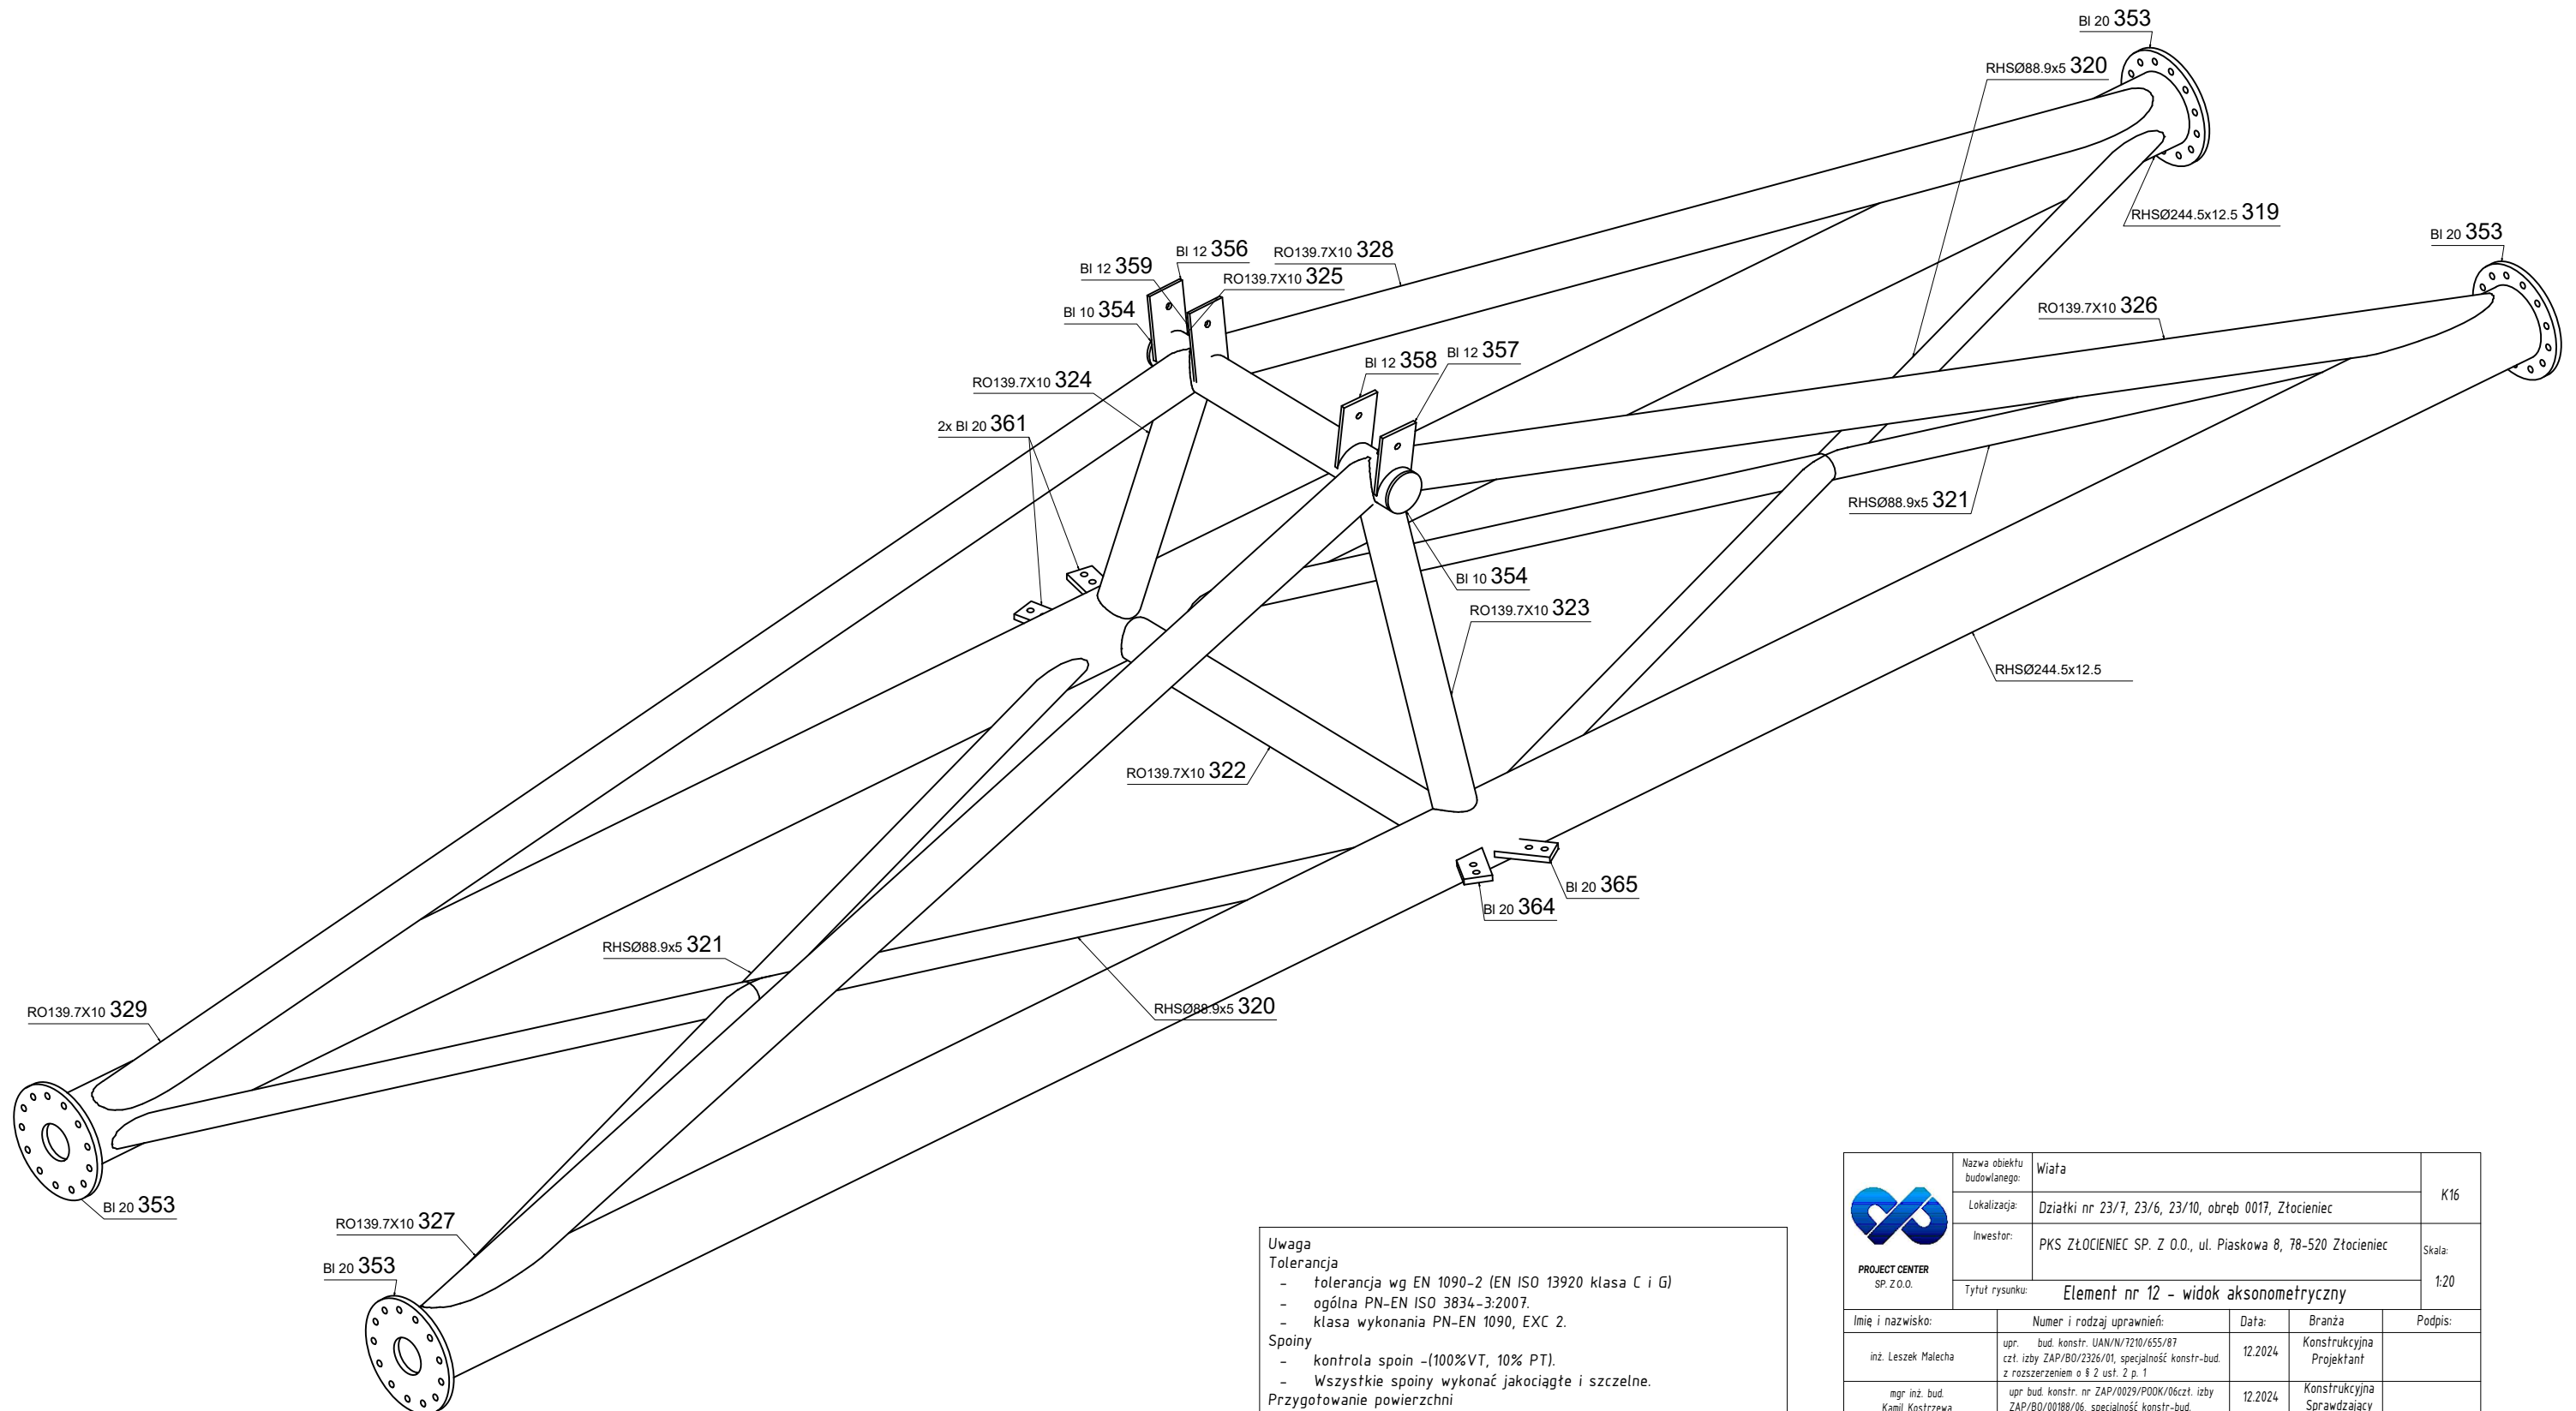 Bl 20 353
RHSØ88.9x5 320
RHSØ244.5x12.5 319
Bl 20 353
Bl 12 356
RO139.7X10 328
Bl 12 359
RO139.7X10 325
Bl 10 354
RO139.7X10 326
Bl 12 358
Bl 12 357
RO139.7X10 324
2x Bl 20 361
RHSØ88.9x5 321
Bl 10 354
RO139.7X10 323
RHSØ244.5x12.5
RO139.7X10 322
Bl 20 365
Bl 20 364
RHSØ88.9x5 321
RHSØ88.9x5 320
RO139.7X10 329
Bl 20 353
RO139.7X10 327
Bl 20 353
Uwaga
Tolerancja
- tolerancja wg EN 1090-2 (EN ISO 13920 klasa C i G)
- ogólna PN-EN ISO 3834-3:2007.
- klasa wykonania PN-EN 1090, EXC 2.
Spoiny
- kontrola spoin -(100%VT, 10% PT).
- Wszystkie spoiny wykonać jakociągłe i szczelne.
Przygotowanie powierzchni
PROJECT CENTER
SP. Z O.O.
Nazwa obiektu budowlanego: Wiata
K16
Lokalizacja: Działki nr 23/7, 23/6, 23/10, obręb 0017, Złocieniec
Inwestor: PKS ZŁOCIENIEC SP. Z O.O., ul. Piaskowa 8, 78-520 Złocieniec
Skala:
1:20
Tytuł rysunku: Element nr 12 - widok aksonometryczny
Imię i nazwisko: Numer i rodzaj uprawnień: Data: Branża Podpis:
inż. Leszek Malecha
upr. bud. konstr. UAN/N/7210/655/87
czł. izby ZAP/BO/2326/01, specjalność konstr-bud.
z rozszerzeniem o § 2 ust. 2 p. 1
12.2024
Konstrukcyjna
Projektant
mgr inż. bud.
Kamil Kostrzewa
upr bud. konstr. nr ZAP/0029/POOK/06czł. izby
ZAP/BO/00188/06, specjalność konstr-bud.
12.2024
Konstrukcyjna
Sprawdzający